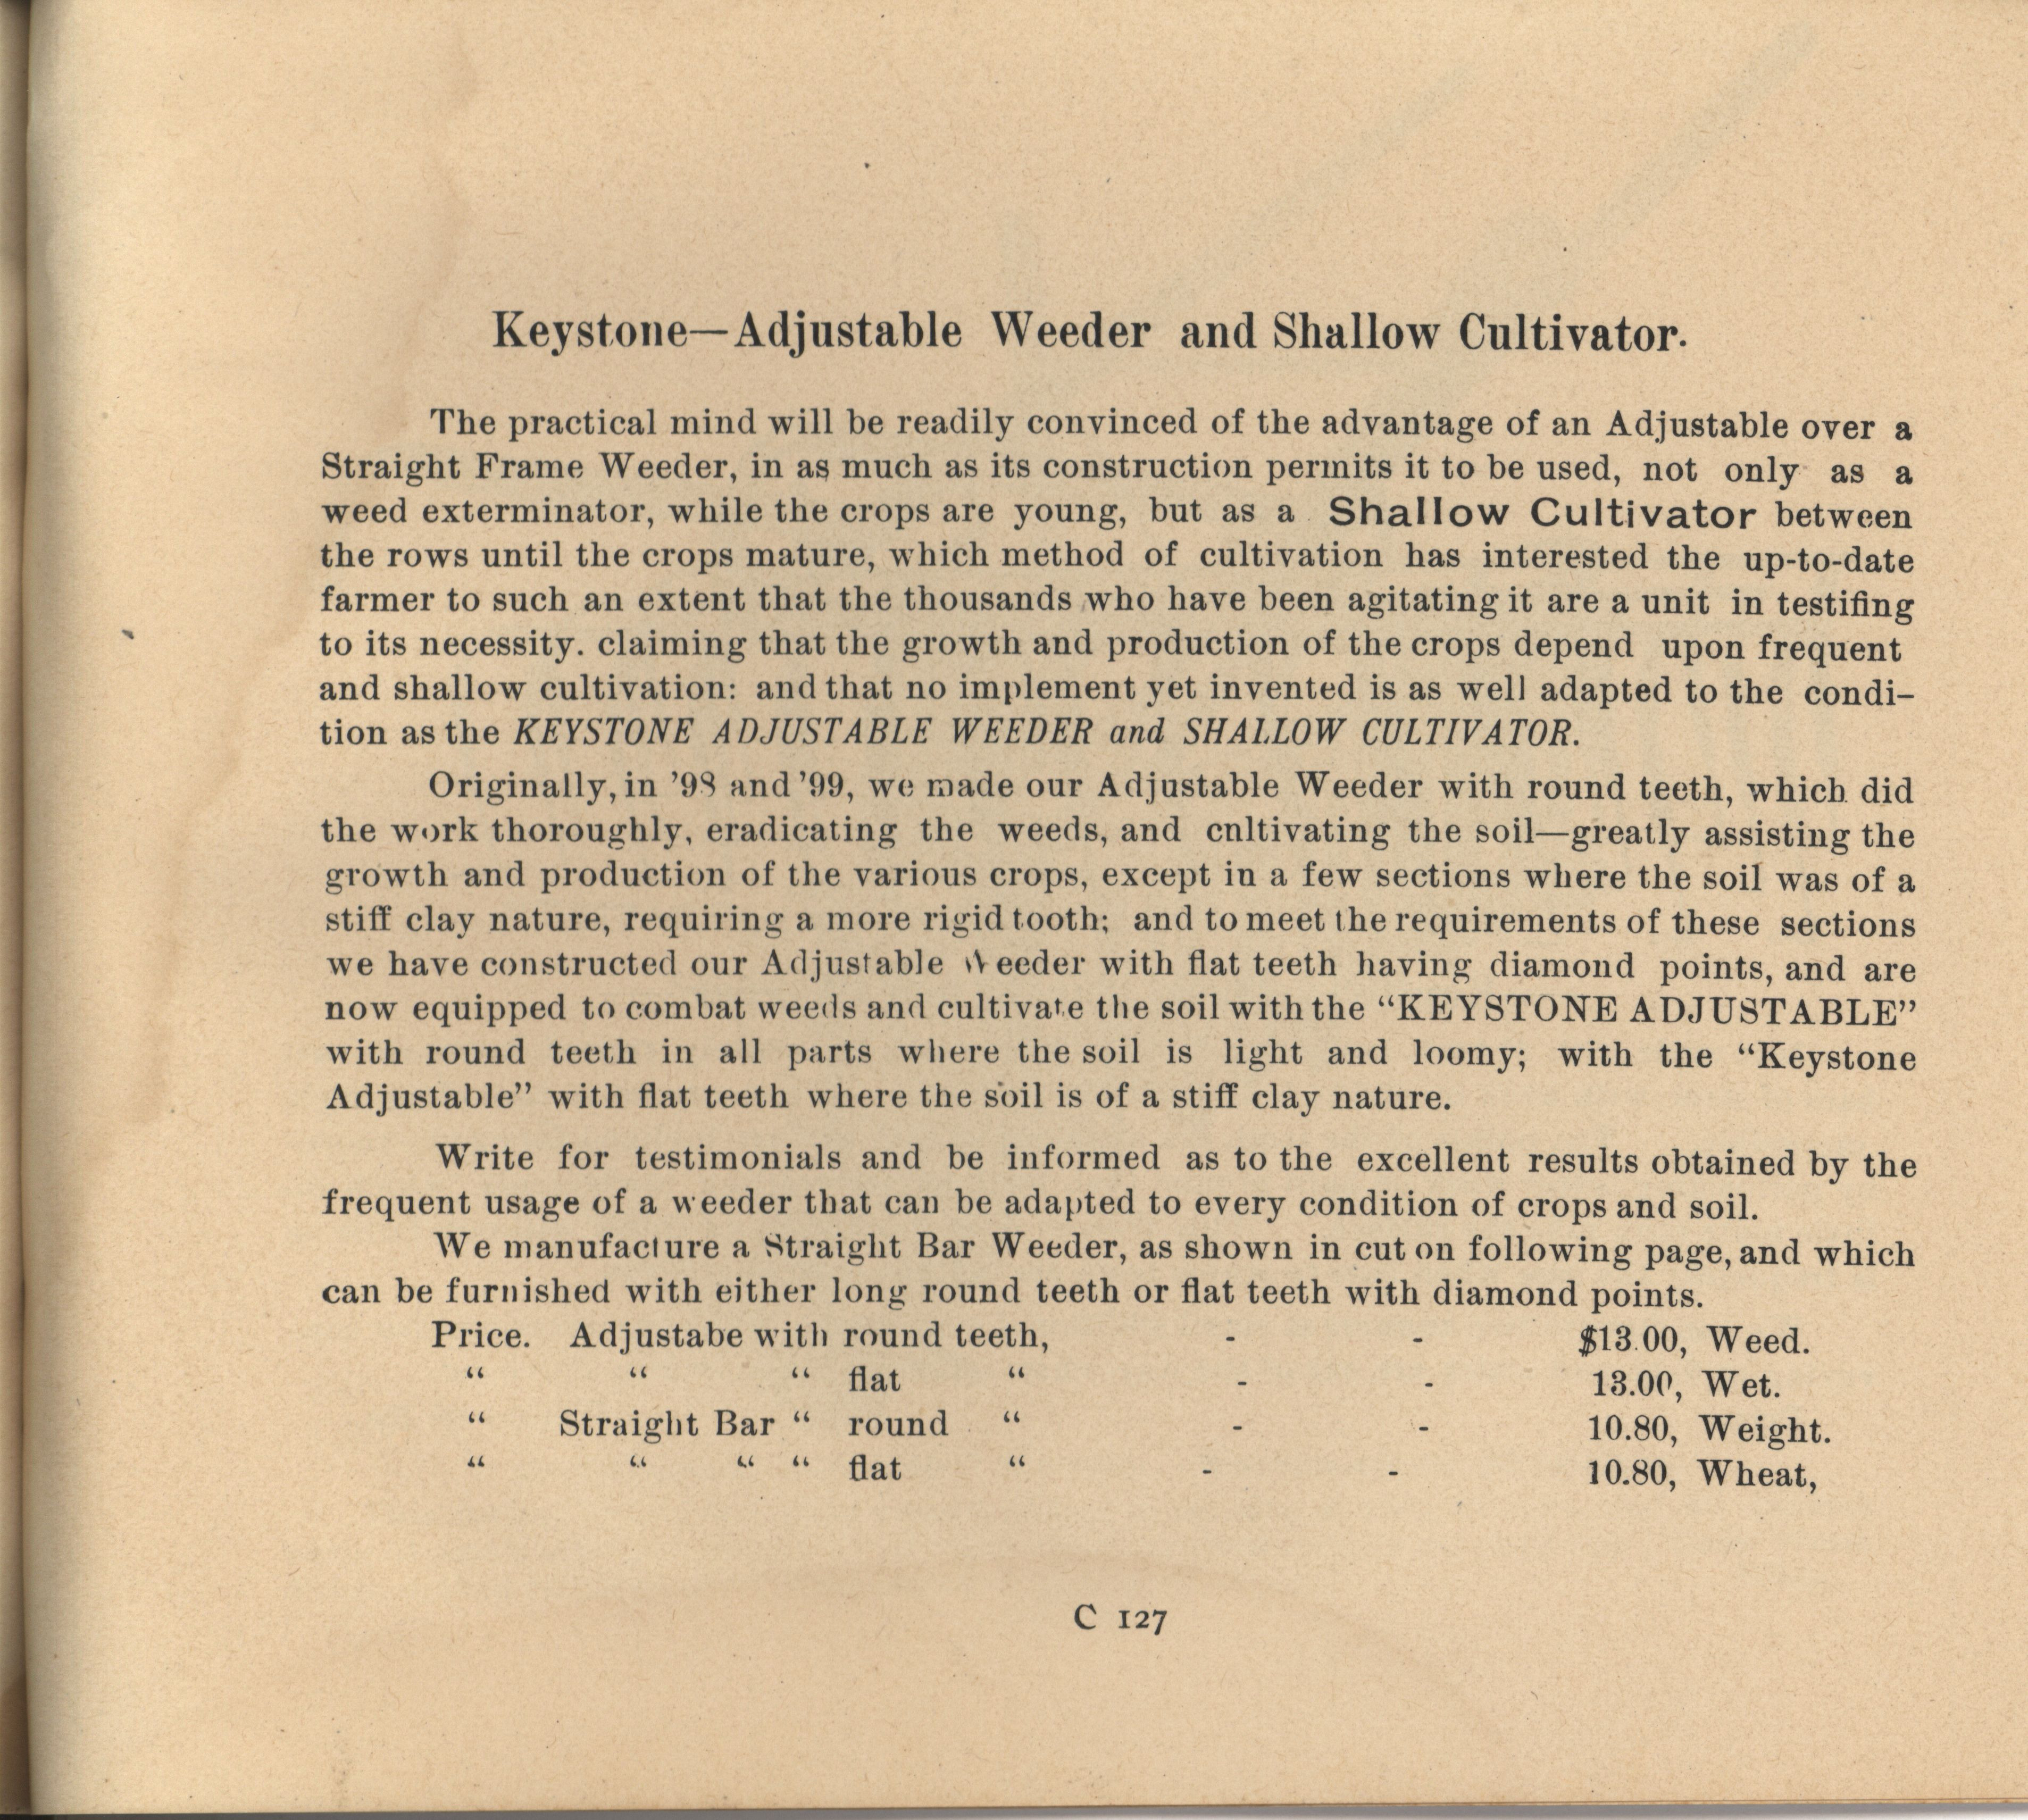 Keystone—Adjustable Weeder and Shallow Cultivator.
The practical mind will be readily convinced of the advantage of an Adjustable over a
Straight Frame Weeder, in as much as its construction permits it to be used, not only as a
weed exterminator, while the crops are young, but as a Shallow Cultivator between
the rows until the crops mature, which method of cultivation has interested the up-to-date
farmer to such an extent that the thousands who have been agitating it are a unit in testifing
to its necessity. claiming that the growth and production of the crops depend upon frequent
and shallow cultivation: and that no implement yet invented is as well adapted to the condi-
tion as the KEYSTONE ADJUSTABLE WEEDER and SHALLOW CULTIVATOR.
Originally, in '98 and '99, we made our Adjustable Weeder with round teeth, which did
the work thoroughly, eradicating the weeds, and cnltivating the soil—greatly assisting the
growth and production of the various crops, except in a few sections where the soil was of a
stiff clay nature, requiring a more rigid tooth; and to meet the requirements of these sections
we have constructed our Adjustable Weeder with flat teeth having diamond points, and are
now equipped to combat weeds and cultivate the soil with the “KEYSTONE ADJUSTABLE”
with round teeth in all parts where the soil is light and loomy; with the “Keystone
Adjustable” with flat teeth where the soil is of a stiff clay nature.
Write for testimonials and be informed as to the excellent results obtained by the
frequent usage of a weeder that can be adapted to every condition of crops and soil.
We manufacture a Straight Bar Weeder, as shown in cut on following page, and which
can be furnished with either long round teeth or flat teeth with diamond points.
Price. Adjustabe with round teeth, - - $13.00, Weed.
“ “ “ flat “ - - 13.00, Wet.
“ Straight Bar “ round “ - - 10.80, Weight.
“ “ “ “ flat “ - - 10.80, Wheat,
C 127